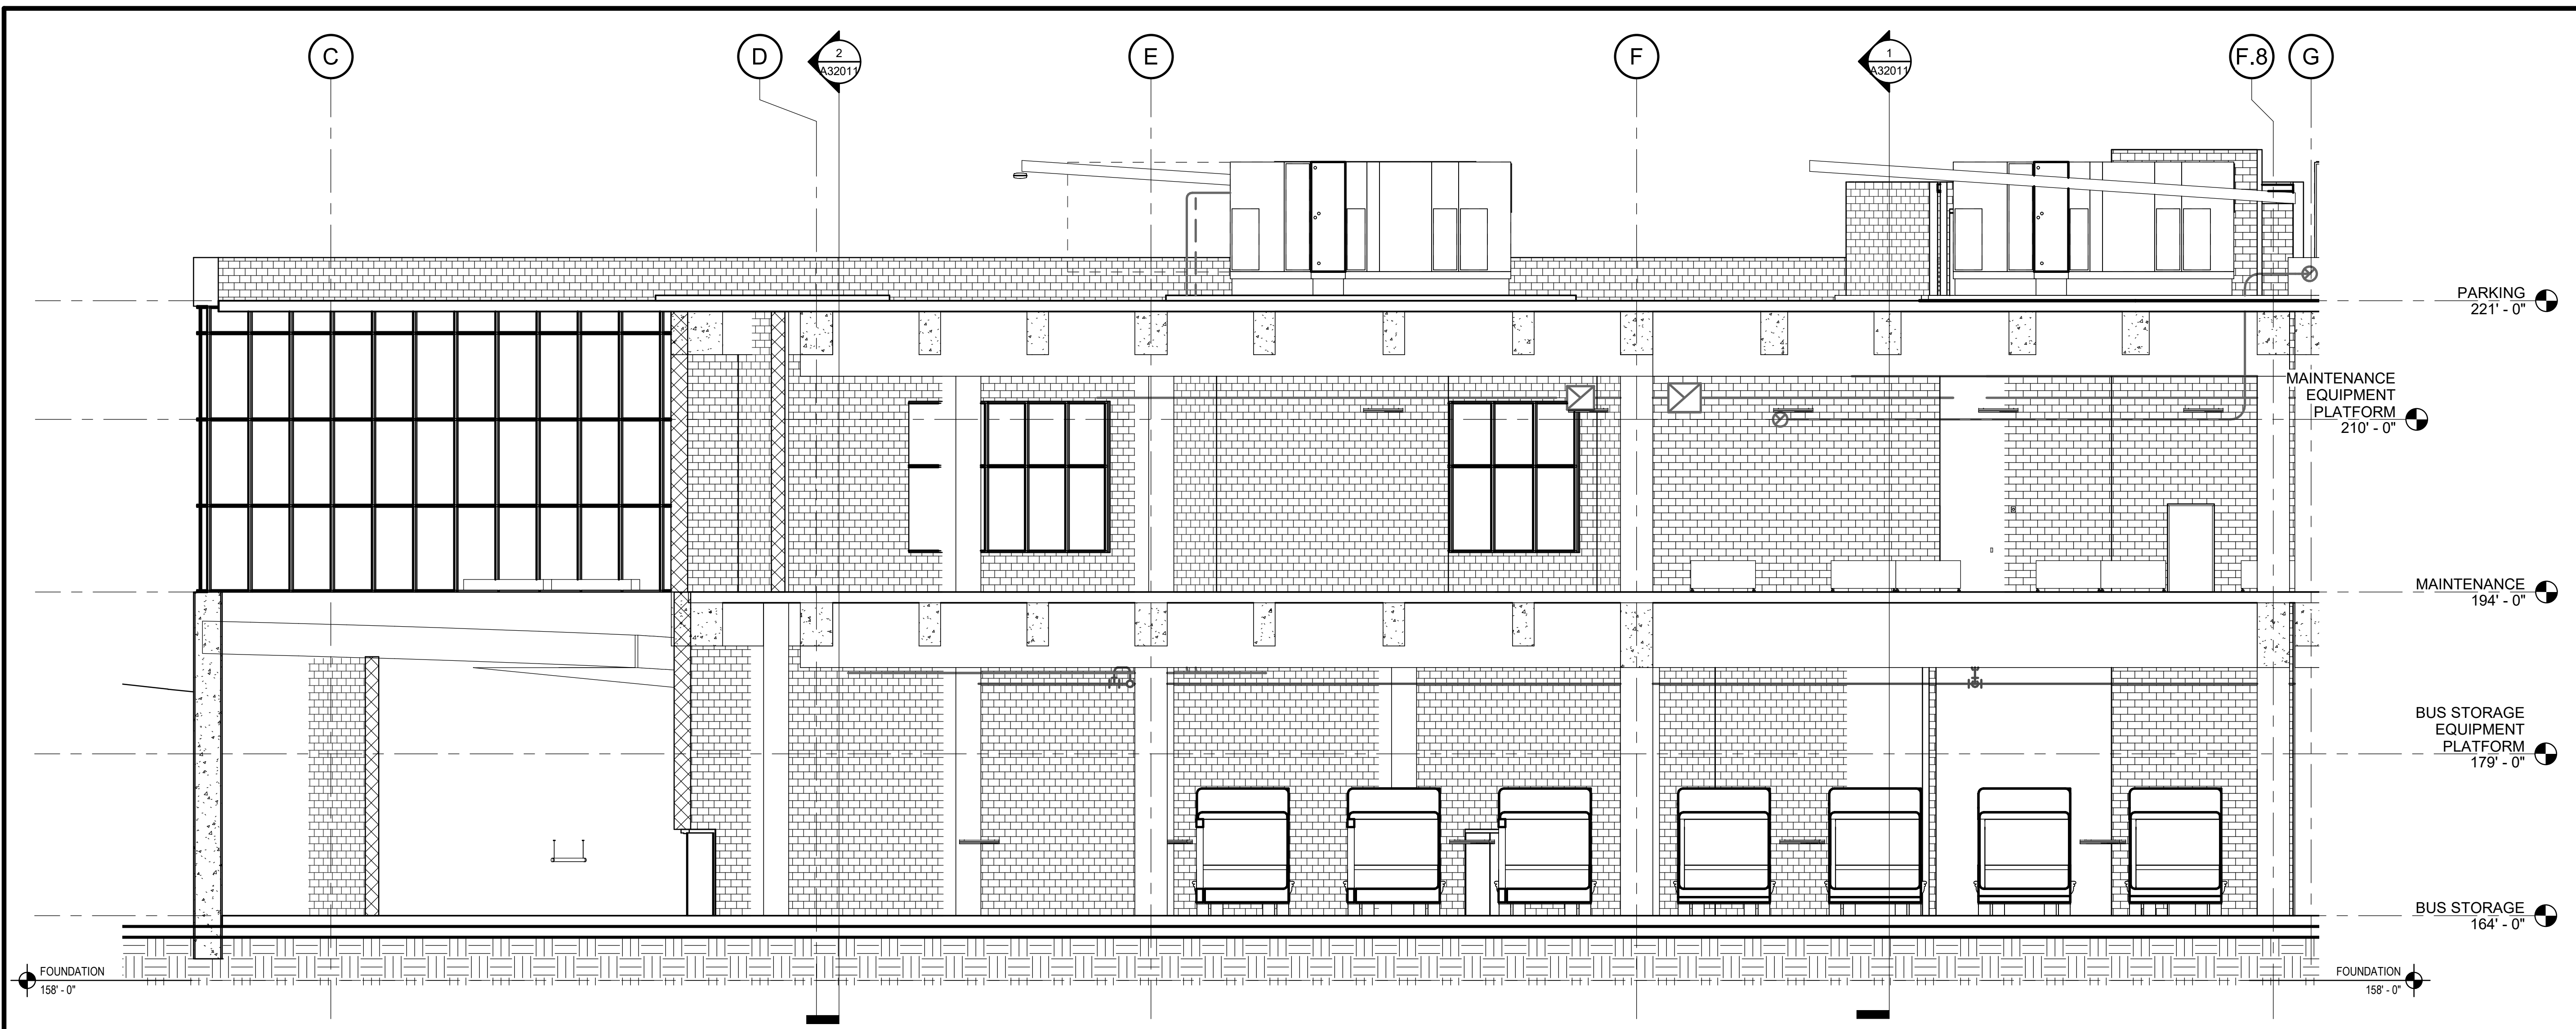 C
D
2
A32011
E
F
1
A32011
F.8
G
PARKING
221' - 0"
MAINTENANCE
EQUIPMENT
PLATFORM
210' - 0"
MAINTENANCE
194' - 0"
BUS STORAGE
EQUIPMENT
PLATFORM
179' - 0"
BUS STORAGE
164' - 0"
FOUNDATION
158' - 0"
FOUNDATION
158' - 0"